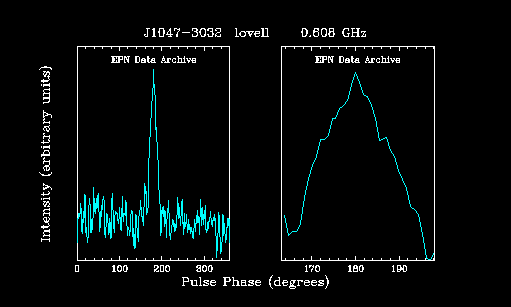 J1047-3032 lovell 0.608 GHz
EPN Data Archive EPN Data Archive
Intensity (arbitrary units)
0 100 200 300 170 180 190
Pulse Phase (degrees)